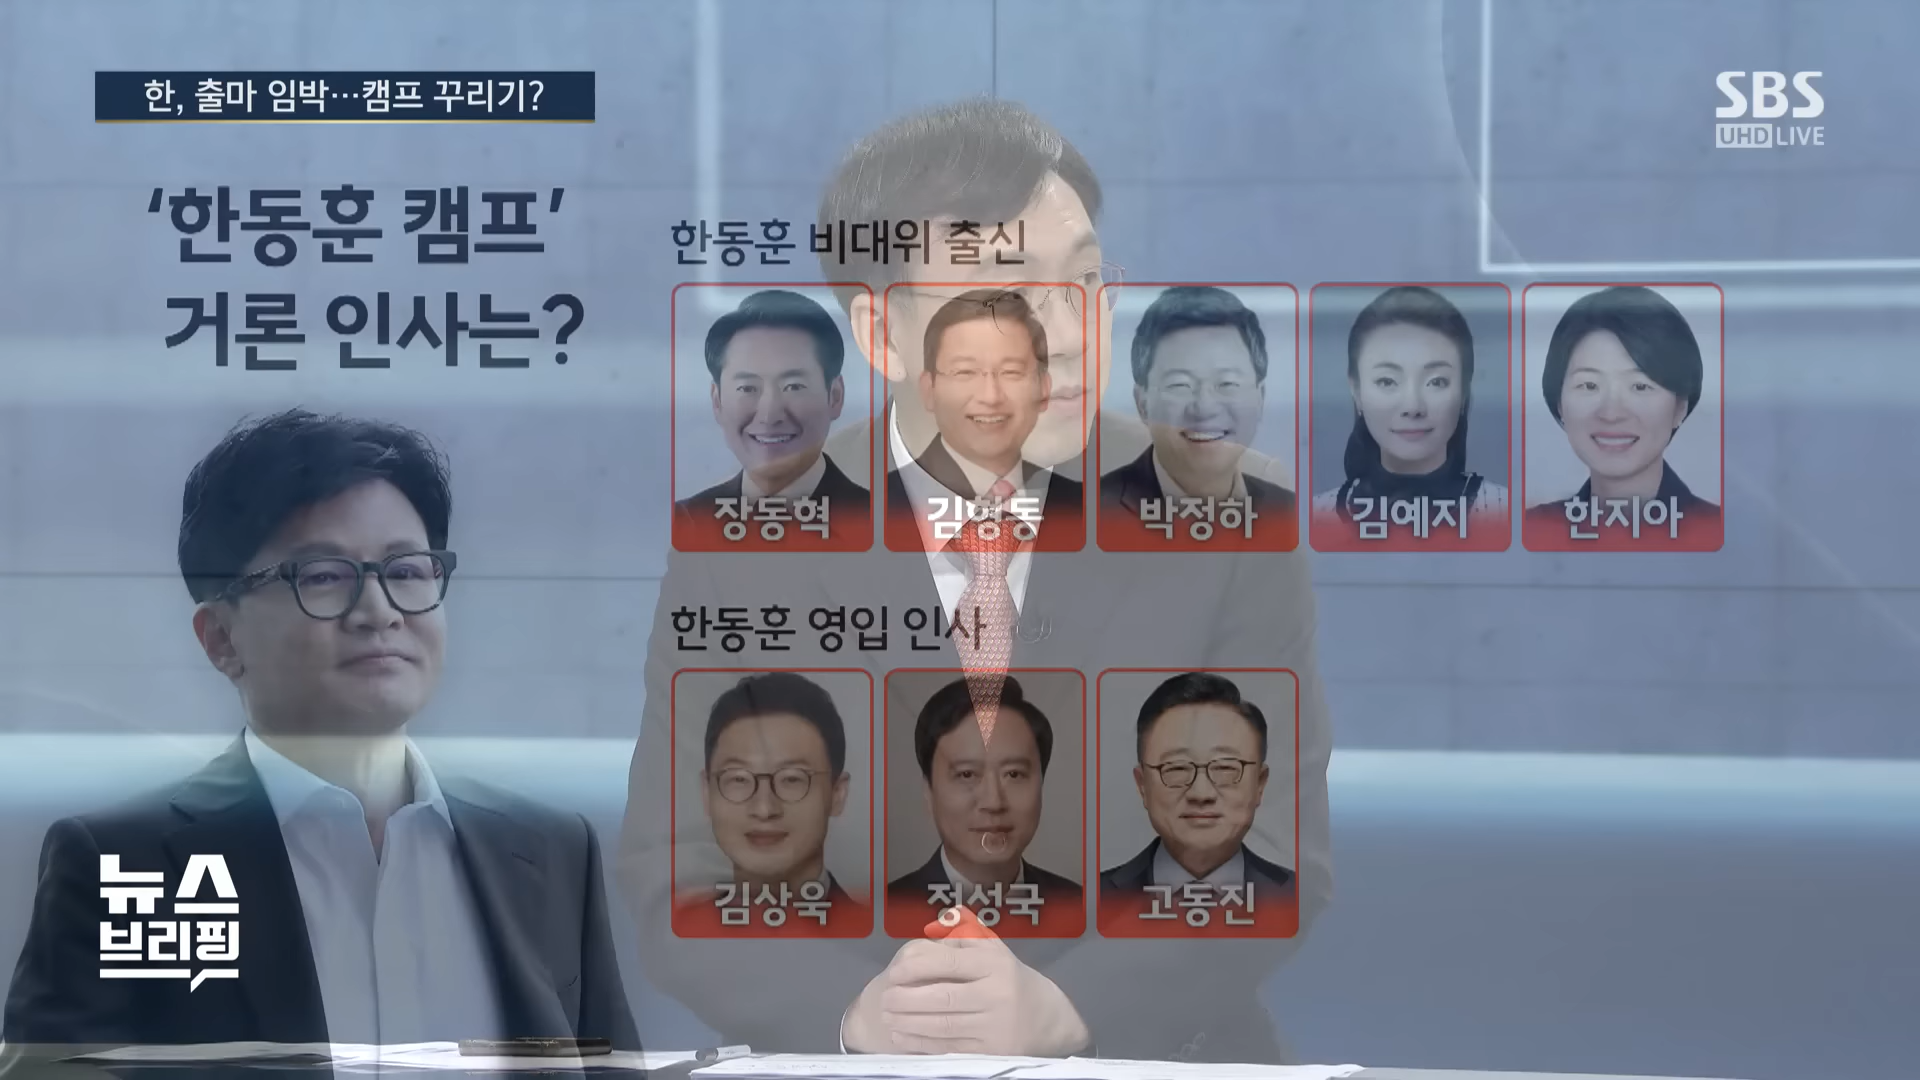 한, 출마 임박…캠프 꾸리기?
SBS
UHD LIVE
‘한동훈 캠프’
거론 인사는?
한동훈 비대위 출신
장동혁 김형동 박정하 김예지 한지아
한동훈 영입 인사
김상욱 정성국 고동진
뉴스
브리핑